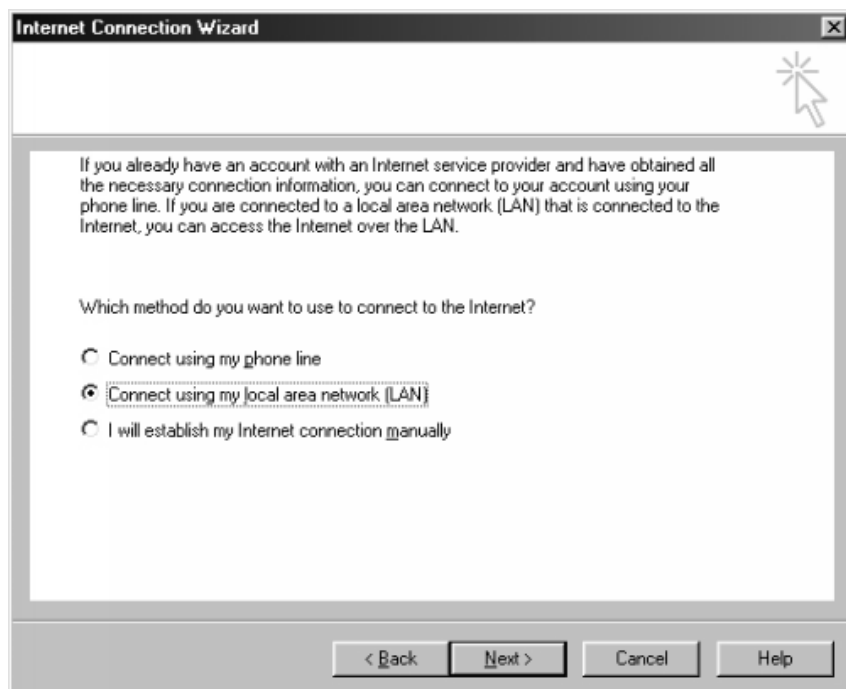 Internet Connection Wizard
If you already have an account with an Internet service provider and have obtained all
the necessary connection information, you can connect to your account using your
phone line. If you are connected to a local area network (LAN) that is connected to the
Internet, you can access the Internet over the LAN.
Which method do you want to use to connect to the Internet?
Connect using my phone line
Connect using my local area network (LAN)
I will establish my Internet connection manually
< Back Next > Cancel Help